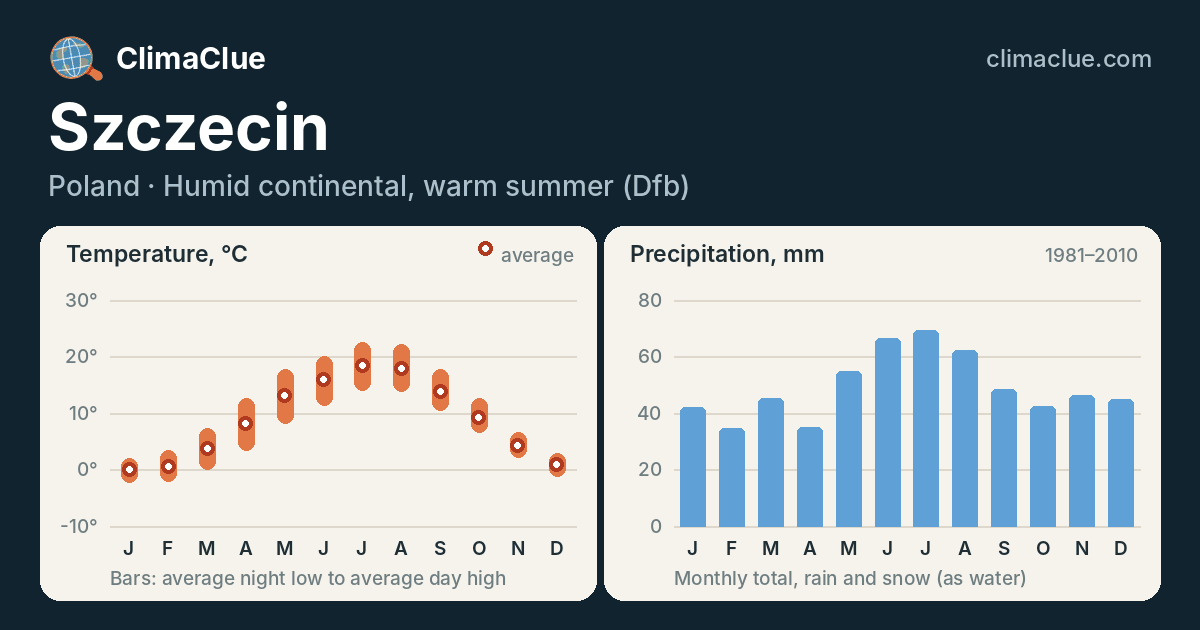 ClimaClue
climaclue.com
Szczecin
Poland · Humid continental, warm summer (Dfb)
Temperature, °C
average
30°
20°
10°
0°
-10°
J F M A M J J A S O N D
Bars: average night low to average day high
Precipitation, mm
1981–2010
80
60
40
20
0
J F M A M J J A S O N D
Monthly total, rain and snow (as water)